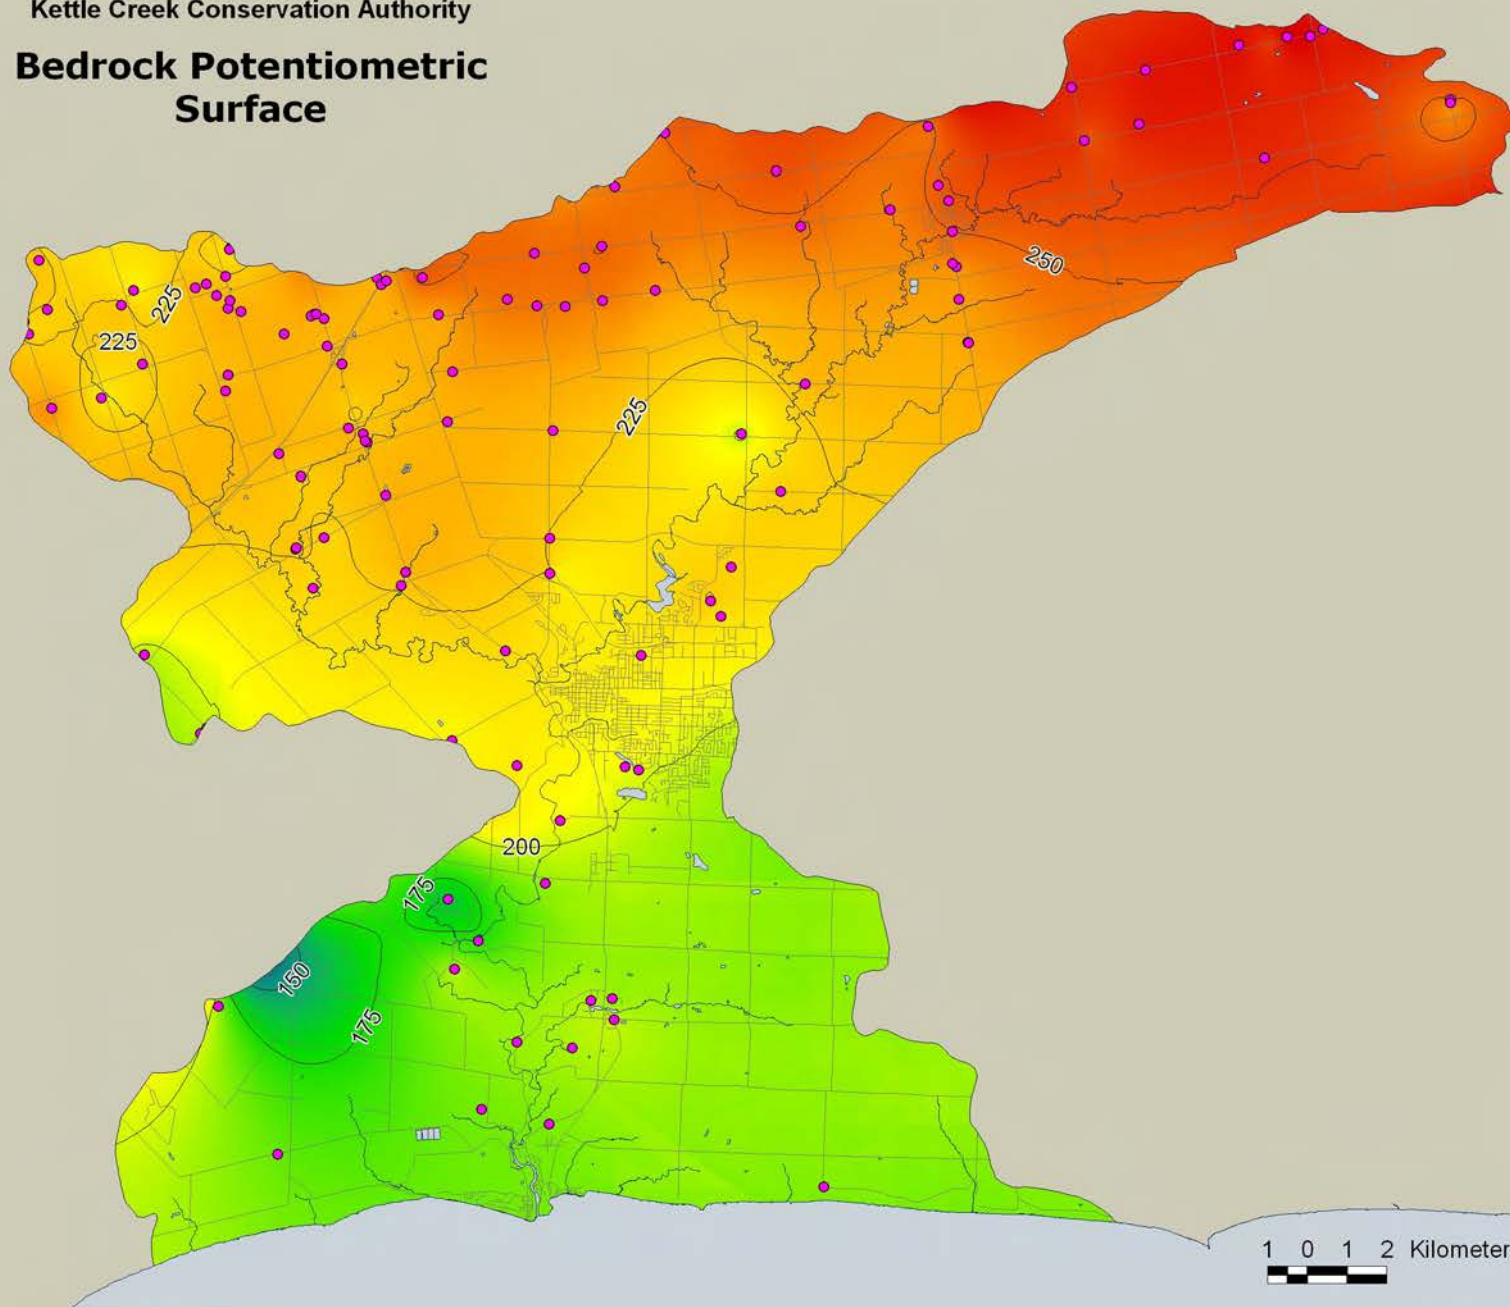 Kettle Creek Conservation Authority
Bedrock Potentiometric
Surface
250
225
225
225
200
175
150
175
1 0 1 2 Kilometer